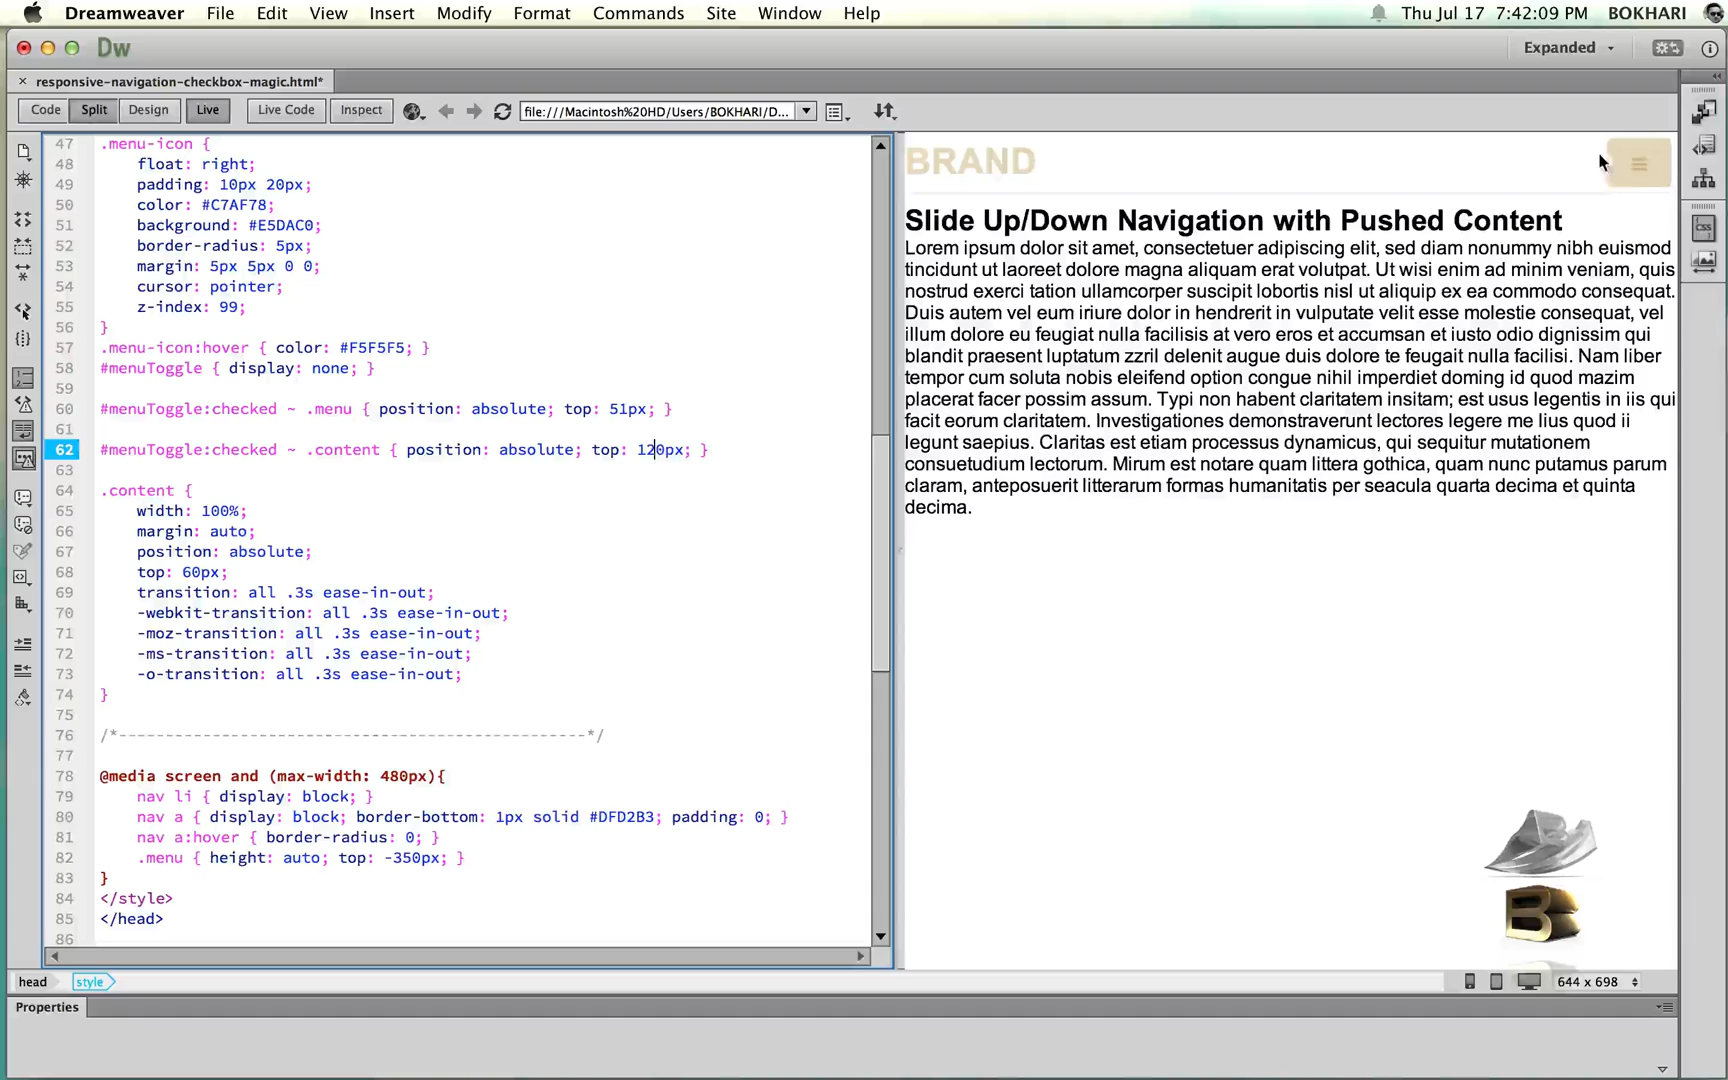 Dreamweaver File Edit View Insert Modify Format Commands Site Window Help Thu Jul 17 7:42:09 PM BOKHARI
Dw Expanded
responsive-navigation-checkbox-magic.html*
Code Split Design Live Live Code Inspect file:///Macintosh%20HD/Users/BOKHARI/D...
47 .menu-icon {
48 float: right;
49 padding: 10px 20px;
50 color: #C7AF78;
51 background: #E5DAC0;
52 border-radius: 5px;
53 margin: 5px 5px 0 0;
54 cursor: pointer;
55 z-index: 99;
56 }
57 .menu-icon:hover { color: #F5F5F5; }
58 #menuToggle { display: none; }
59
60 #menuToggle:checked ~ .menu { position: absolute; top: 51px; }
61
62 #menuToggle:checked ~ .content { position: absolute; top: 120px; }
63
64 .content {
65 width: 100%;
66 margin: auto;
67 position: absolute;
68 top: 60px;
69 transition: all .3s ease-in-out;
70 -webkit-transition: all .3s ease-in-out;
71 -moz-transition: all .3s ease-in-out;
72 -ms-transition: all .3s ease-in-out;
73 -o-transition: all .3s ease-in-out;
74 }
75
76 /*--------------------------------------------------*/
77
78 @media screen and (max-width: 480px){
79 nav li { display: block; }
80 nav a { display: block; border-bottom: 1px solid #DFD2B3; padding: 0; }
81 nav a:hover { border-radius: 0; }
82 .menu { height: auto; top: -350px; }
83 }
84 </style>
85 </head>
86
BRAND
Slide Up/Down Navigation with Pushed Content
Lorem ipsum dolor sit amet, consectetuer adipiscing elit, sed diam nonummy nibh euismod
tincidunt ut laoreet dolore magna aliquam erat volutpat. Ut wisi enim ad minim veniam, quis
nostrud exerci tation ullamcorper suscipit lobortis nisl ut aliquip ex ea commodo consequat.
Duis autem vel eum iriure dolor in hendrerit in vulputate velit esse molestie consequat, vel
illum dolore eu feugiat nulla facilisis at vero eros et accumsan et iusto odio dignissim qui
blandit praesent luptatum zzril delenit augue duis dolore te feugait nulla facilisi. Nam liber
tempor cum soluta nobis eleifend option congue nihil imperdiet doming id quod mazim
placerat facer possim assum. Typi non habent claritatem insitam; est usus legentis in iis qui
facit eorum claritatem. Investigationes demonstraverunt lectores legere me lius quod ii
legunt saepius. Claritas est etiam processus dynamicus, qui sequitur mutationem
consuetudium lectorum. Mirum est notare quam littera gothica, quam nunc putamus parum
claram, anteposuerit litterarum formas humanitatis per seacula quarta decima et quinta
decima.
B
head style 644 x 698
Properties